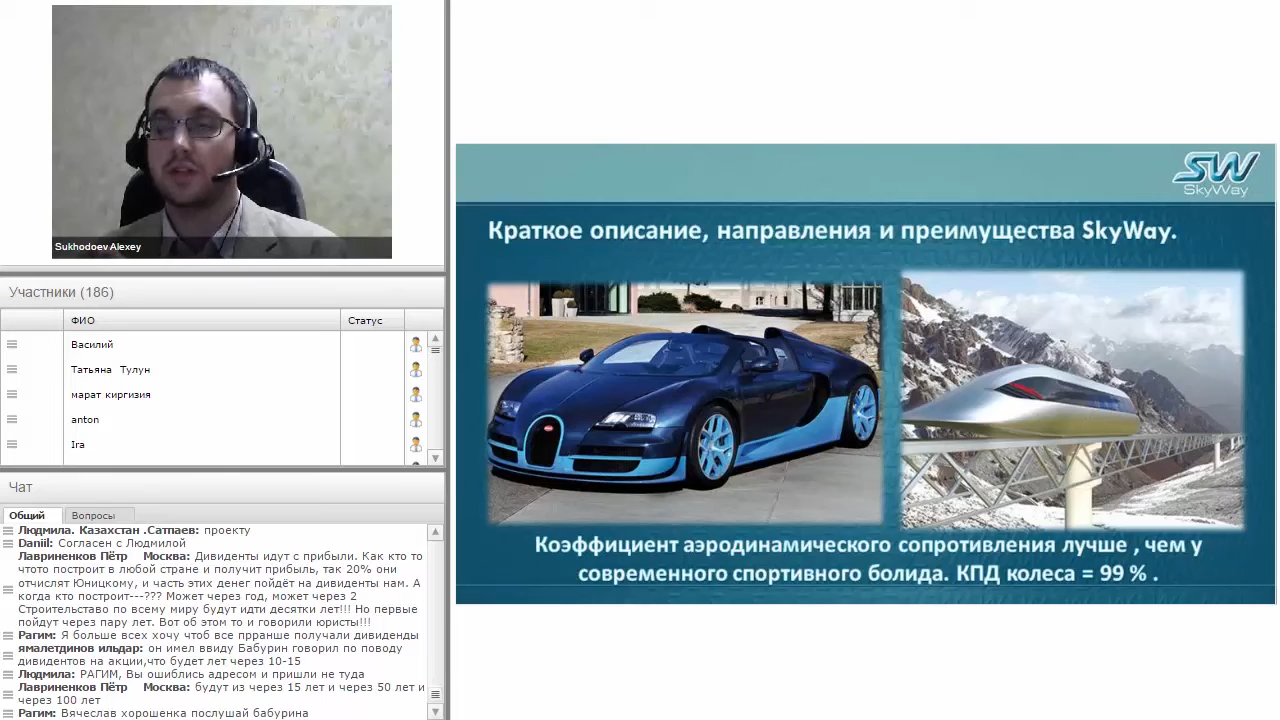 Sukhodoev Alexey
Участники (186)
ФИО Статус
Василий
Татьяна Тулун
марат киргизия
anton
Ira
Чат
Общий Вопросы
Людмила. Казахстан .Сатпаев: проекту
Daniil: Согласен с Людмилой
Лавриненков Пётр Москва: Дивиденты идут с прибыли. Как кто то
чтото построит в любой стране и получит прибыль, так 20% они
отчислят Юницкому, и часть этих денег пойдёт на дивиденты нам. А
когда кто построит---??? Может через год, может через 2
Строительставо по всему миру будут идти десятки лет!!! Но первые
пойдут через пару лет. Вот об этом то и говорили юристы!!!
Рагим: Я больше всех хочу чтоб все прранше получали дивиденды
ямалетдинов ильдар: он имел ввиду Бабурин говорил по поводу
дивидентов на акции,что будет лет через 10-15
Людмила: РАГИМ, Вы ошиблись адресом и пришли не туда
Лавриненков Пётр Москва: будут из через 15 лет и через 50 лет и
через 100 лет
Рагим: Вячеслав хорошенка послушай бабурина
SW
SkyWay
Краткое описание, направления и преимущества SkyWay.
Коэффициент аэродинамического сопротивления лучше , чем у
современного спортивного болида. КПД колеса = 99 % .